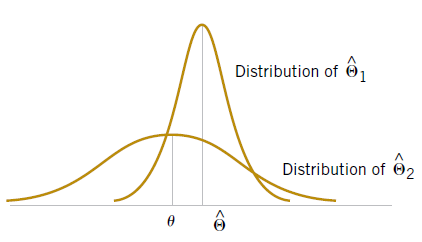 Distribution of Θ̂₁
Distribution of Θ̂₂
θ
Θ̂